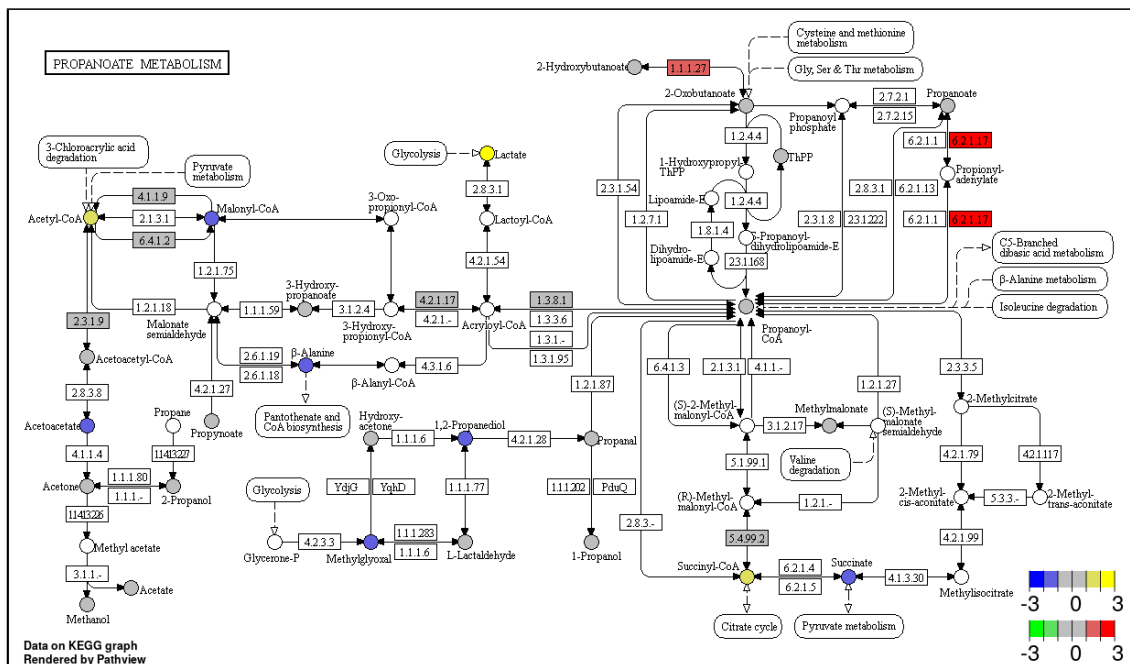 PROPANOATE METABOLISM
Cysteine and methionine
metabolism
Gly, Ser & Thr metabolism
2-Hydroxybutanoate
1.1.1.27
2-Oxobutanoate
Propanoyl
phosphate
2.7.2.1
2.7.2.15
Propanoate
6.2.1.1
6.2.1.17
Propionyl-
adenylate
6.2.1.13
6.2.1.1
6.2.1.17
2.8.3.1
2.3.1.8
2.3.1.222
2.3.1.54
1.2.7.1
1.2.4.4
ThPP
1-Hydroxypropyl-
ThPP
1.2.4.4
Lipoamide-E
1.8.1.4
Dihydro-
lipoamide-E
S-Propanoyl-
dihydrolipoamide-E
2.3.1.168
C5-Branched
dibasic acid metabolism
β-Alanine metabolism
Isoleucine degradation
Propanoyl-
CoA
3-Chloroacrylic acid
degradation
Pyruvate
metabolism
Acetyl-CoA
4.1.1.9
2.1.3.1
6.4.1.2
Malonyl-CoA
Glycolysis
Lactate
2.8.3.1
Lactoyl-CoA
4.2.1.54
3-Oxo-
propionyl-CoA
1.2.1.75
1.2.1.18
Malonate
semialdehyde
1.1.1.59
3-Hydroxy-
propanoate
3.1.2.4
3-Hydroxy-
propionyl-CoA
4.2.1.17
4.2.1.-
Acryloyl-CoA
1.3.8.1
1.3.3.6
1.3.1.-
1.3.1.95
2.3.1.9
Acetoacetyl-CoA
2.8.3.8
Acetoacetate
4.1.1.4
Acetone
1.14.13.226
Methyl acetate
3.1.1.-
Acetate
Methanol
Propane
1.14.13.227
1.1.1.80
1.1.1.-
2-Propanol
4.2.1.27
Propynoate
2.6.1.19
2.6.1.18
β-Alanine
β-Alanyl-CoA
4.3.1.6
Pantothenate and
CoA biosynthesis
Hydroxy-
acetone
1.1.1.6
1,2-Propanediol
4.2.1.28
Propanal
1.2.1.87
YdjG
YqhD
1.1.1.77
1.1.1.202
PduQ
Glycolysis
Glycerone-P
4.2.3.3
Methylglyoxal
1.1.1.283
1.1.1.6
L-Lactaldehyde
1-Propanol
6.4.1.3
2.1.3.1
4.1.1.-
1.2.1.27
2.3.3.5
(S)-2-Methyl-
malonyl-CoA
Methylmalonate
3.1.2.17
(S)-Methyl-
malonate
semialdehyde
Valine
degradation
5.1.99.1
(R)-Methyl-
malonyl-CoA
1.2.1.-
2.8.3.-
5.4.99.2
Succinyl-CoA
6.2.1.4
6.2.1.5
Succinate
4.1.3.30
Methylisocitrate
Citrate cycle
Pyruvate metabolism
2-Methylcitrate
4.2.1.79
4.2.1.117
2-Methyl-
cis-aconitate
5.3.3.-
2-Methyl-
trans-aconitate
4.2.1.99
-3 0 3
-3 0 3
Data on KEGG graph
Rendered by Pathview